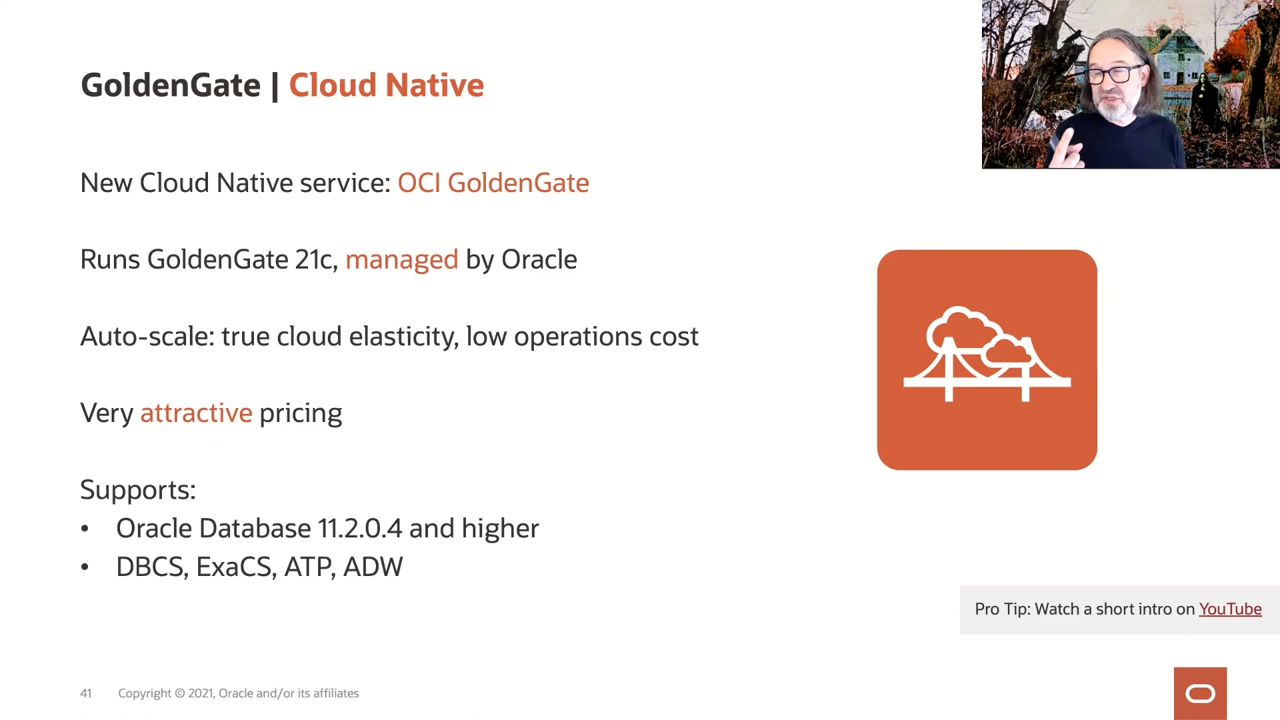 GoldenGate | Cloud Native
New Cloud Native service: OCI GoldenGate
Runs GoldenGate 21c, managed by Oracle
Auto-scale: true cloud elasticity, low operations cost
Very attractive pricing
Supports:
• Oracle Database 11.2.0.4 and higher
• DBCS, ExaCS, ATP, ADW
Pro Tip: Watch a short intro on YouTube
41 Copyright © 2021, Oracle and/or its affiliates